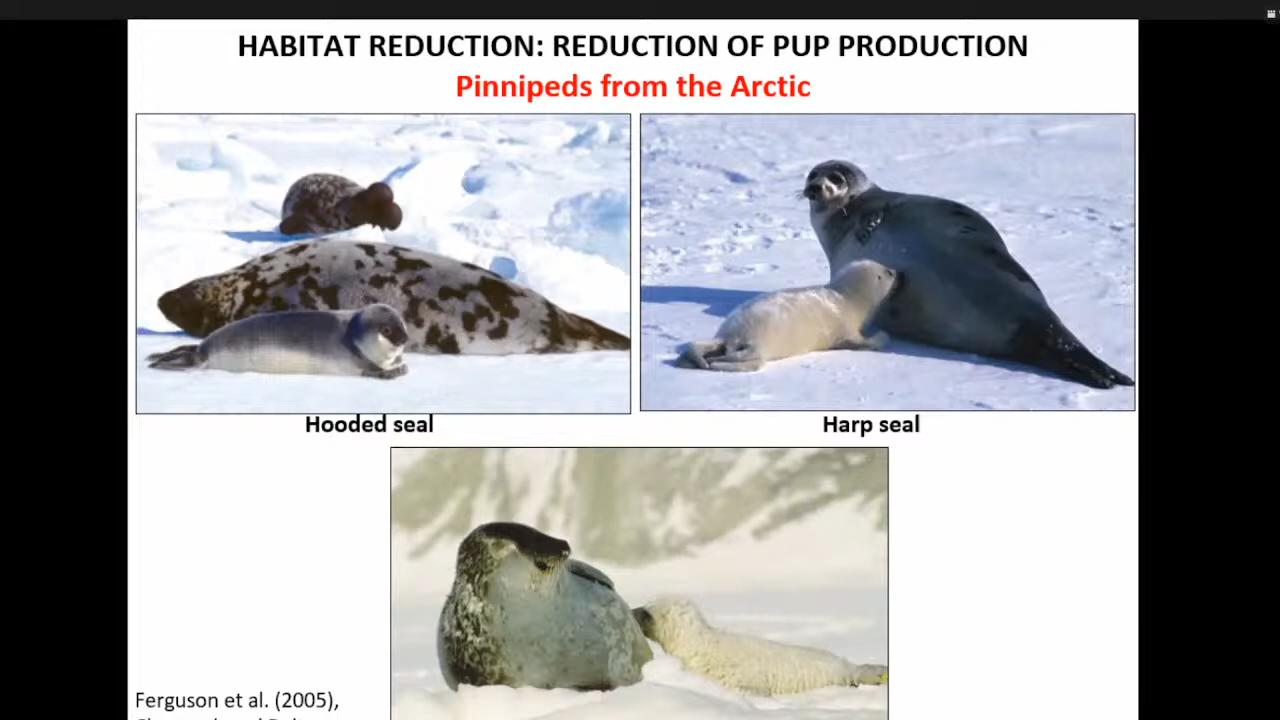 HABITAT REDUCTION: REDUCTION OF PUP PRODUCTION
Pinnipeds from the Arctic
Hooded seal
Harp seal
Ferguson et al. (2005),